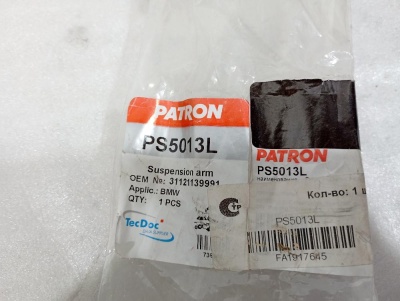 PATRON
PS5013L
Suspension arm
OEM №: 31121139991
Applic.: BMW
QTY: 1 PCS
TecDoc
PATRON
PS5013L
Кол-во: 1
PS5013L
FA1917645